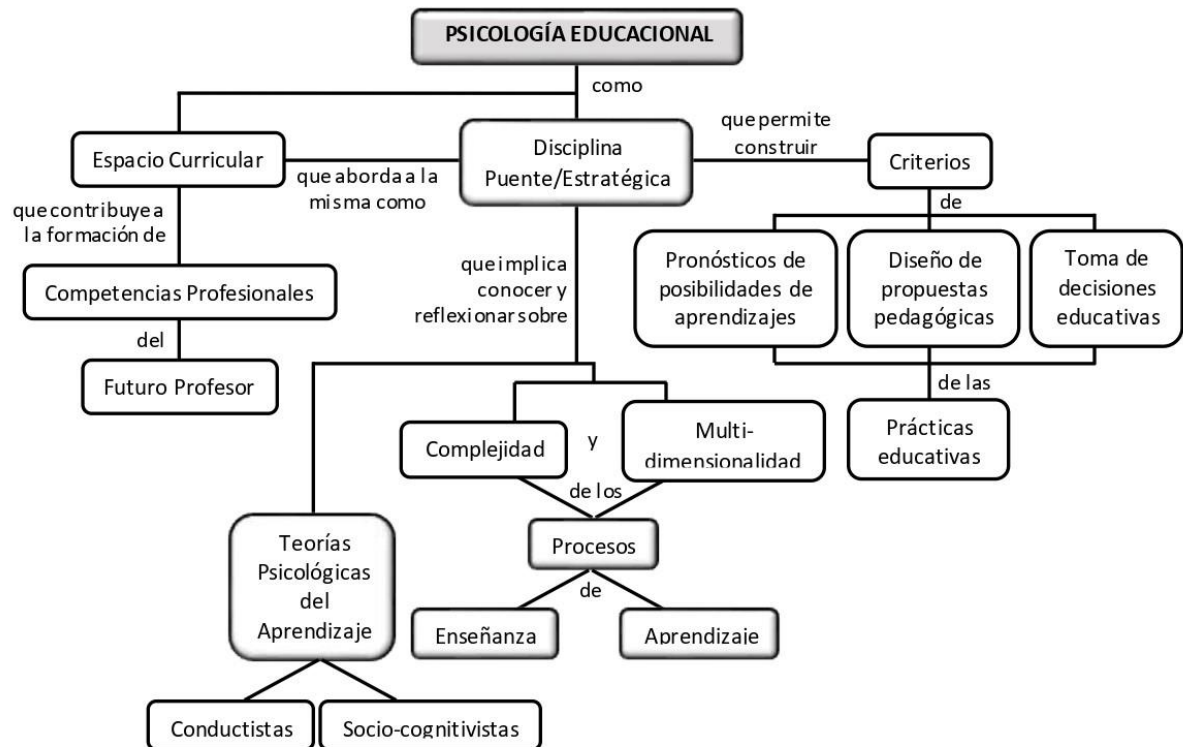 PSICOLOGÍA EDUCACIONAL
como
Espacio Curricular
que aborda a la
misma como
Disciplina
Puente/Estratégica
que permite
construir
Criterios
que contribuye a
la formación de
Competencias Profesionales
del
Futuro Profesor
que implica
conocer y
reflexionar sobre
de
Pronósticos de
posibilidades de
aprendizajes
Diseño de
propuestas
pedagógicas
Toma de
decisiones
educativas
de las
Prácticas
educativas
Complejidad
y
Multi-
dimensionalidad
de los
Procesos
de
Enseñanza
Aprendizaje
Teorías
Psicológicas
del
Aprendizaje
Conductistas
Socio-cognitivistas